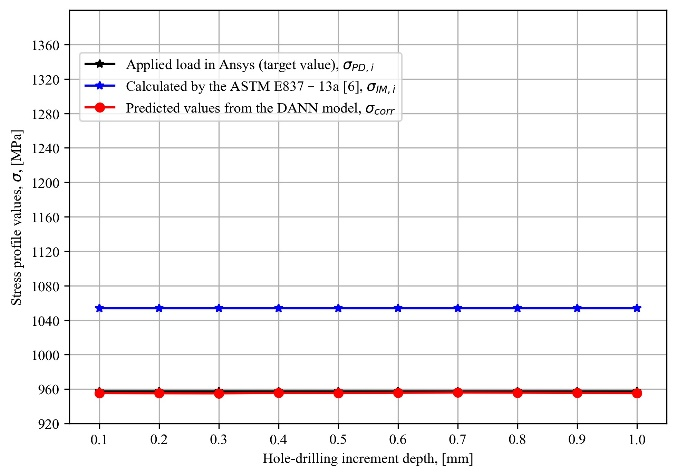 Stress profile values, σ, [MPa]
1360
1320
1280
1240
1200
1160
1120
1080
1040
1000
960
920
Applied load in Ansys (target value), σPD, i
Calculated by the ASTM E837 − 13a [6], σIM, i
Predicted values from the DANN model, σcorr
0.1 0.2 0.3 0.4 0.5 0.6 0.7 0.8 0.9 1.0
Hole-drilling increment depth, [mm]